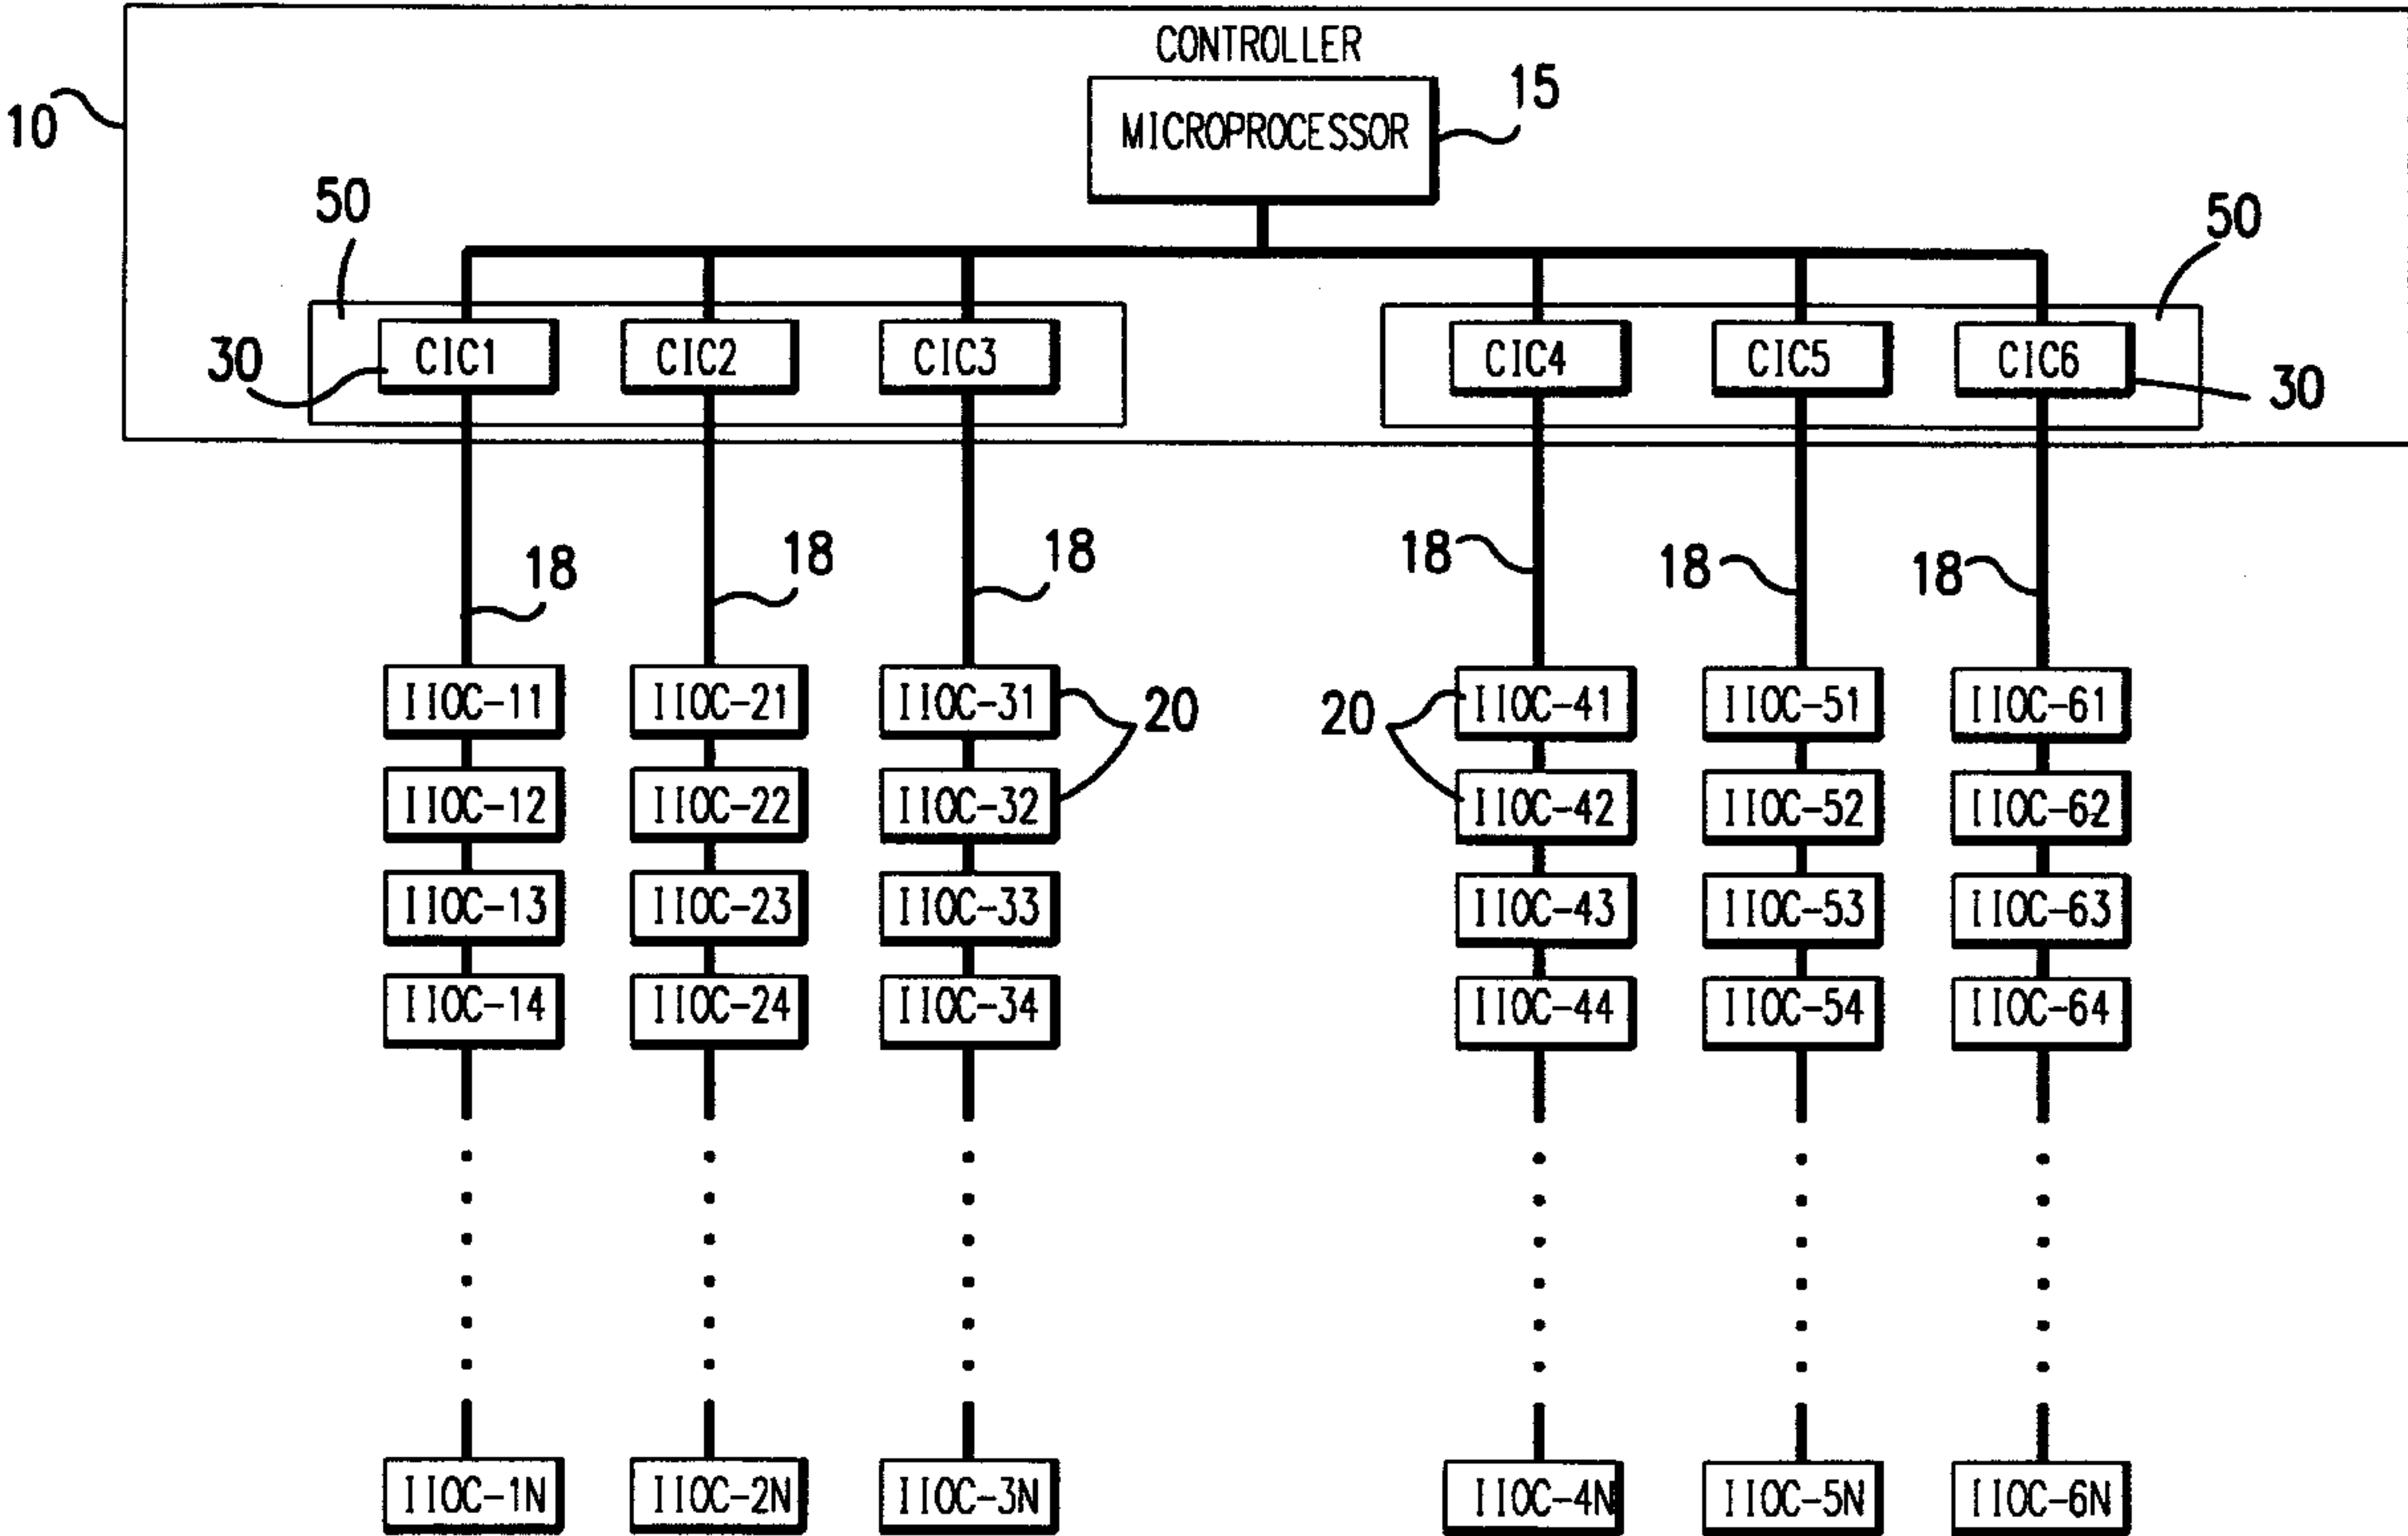 CONTROLLER
10
MICROPROCESSOR
15
50
50
30
CIC1
CIC2
CIC3
CIC4
CIC5
CIC6
30
18
18
18
18
18
18
IIOC-11
IIOC-21
IIOC-31
20
20
IIOC-41
IIOC-51
IIOC-61
IIOC-12
IIOC-22
IIOC-32
IIOC-42
IIOC-52
IIOC-62
IIOC-13
IIOC-23
IIOC-33
IIOC-43
IIOC-53
IIOC-63
IIOC-14
IIOC-24
IIOC-34
IIOC-44
IIOC-54
IIOC-64
IIOC-1N
IIOC-2N
IIOC-3N
IIOC-4N
IIOC-5N
IIOC-6N